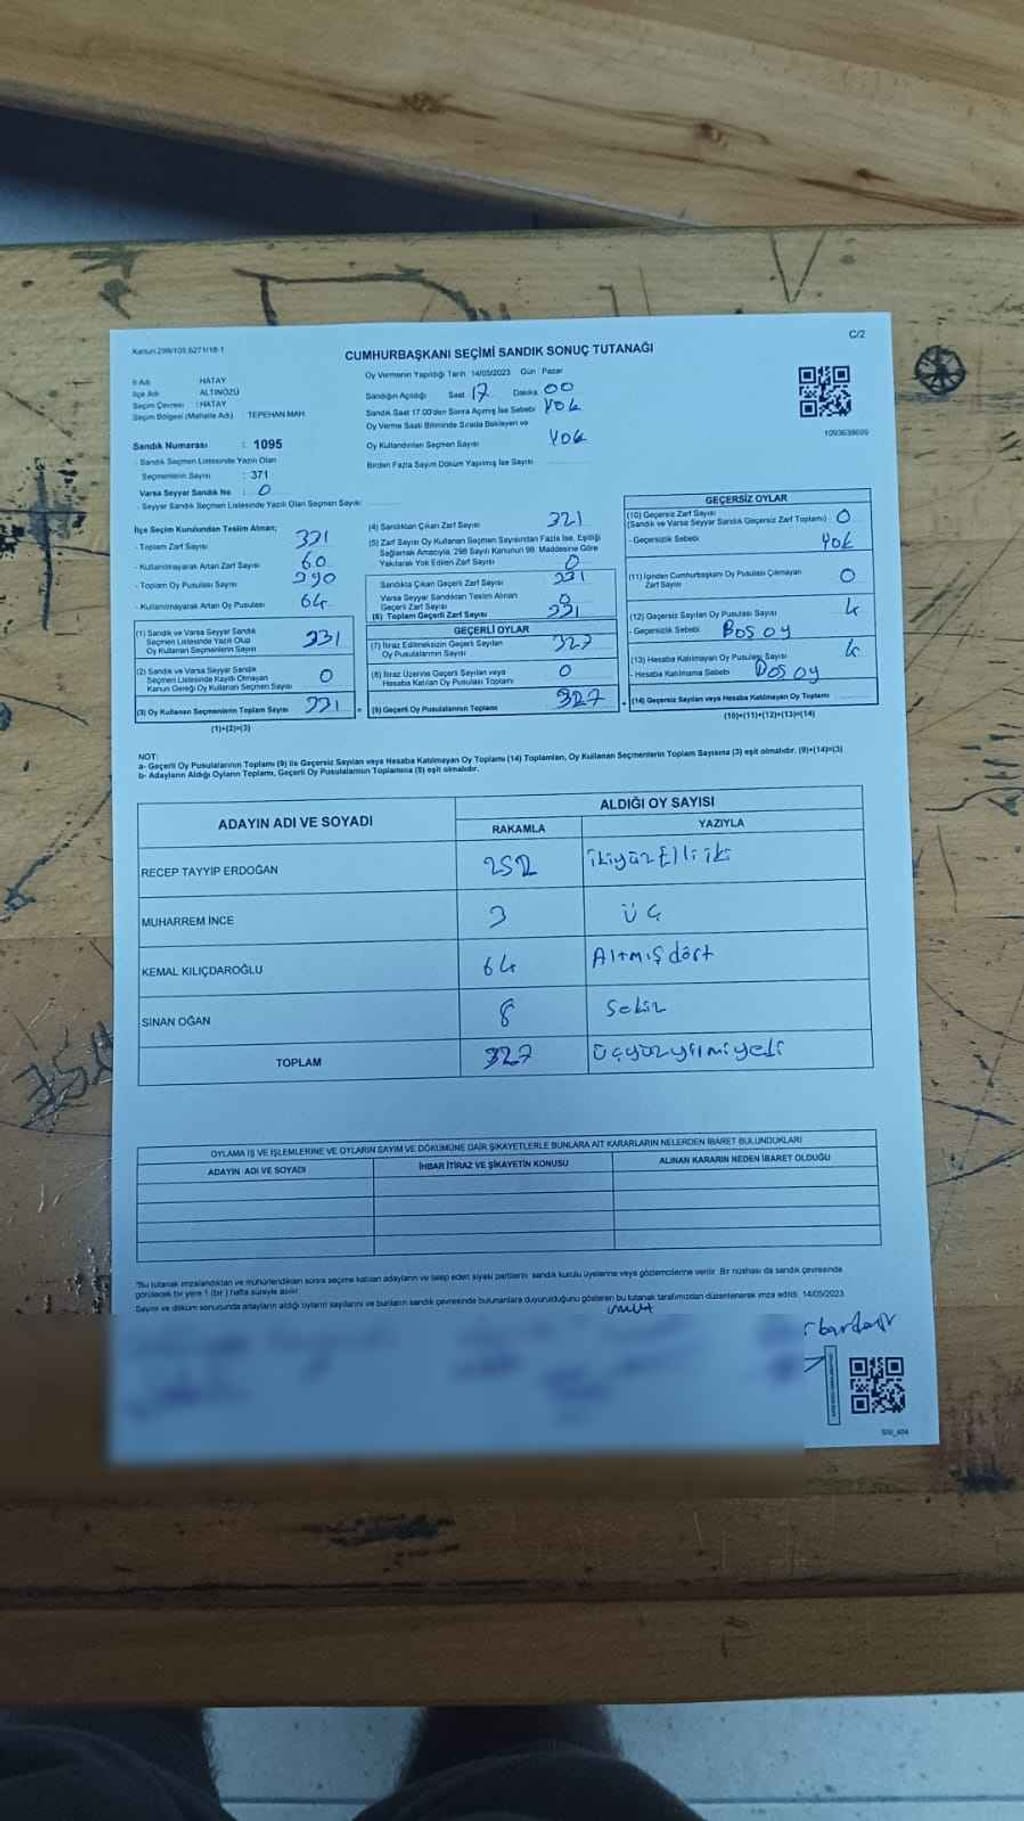 Kanun 298/105,6271/18-1
C/2
CUMHURBAŞKANI SEÇİMİ SANDIK SONUÇ TUTANAĞI
İl Adı : HATAY
İlçe Adı : ALTINÖZÜ
Seçim Çevresi : HATAY
Seçim Bölgesi (Mahalle Adı) : TEPEHAN MAH.
Oy Vermenin Yapıldığı Tarih : 14/05/2023 Gün : Pazar
Sandığın Açıldığı Saat 17 Dakika 00
Sandık Saat 17.00'den Sonra Açılmış İse Sebebi YOK
Oy Verme Saati Bitiminde Sırada Bekleyen ve
Oy Kullandırılan Seçmen Sayısı YOK
Birden Fazla Sayım Döküm Yapılmış İse Sayısı
1093638699
Sandık Numarası : 1095
Sandık Seçmen Listesinde Yazılı Olan
Seçmenlerin Sayısı : 371
Varsa Seyyar Sandık No : 0
- Seyyar Sandık Seçmen Listesinde Yazılı Olan Seçmen Sayısı
İlçe Seçim Kurulundan Teslim Alınan;
- Toplam Zarf Sayısı
- Kullanılmayarak Artan Zarf Sayısı 60
- Toplam Oy Pusulası Sayısı
- Kullanılmayarak Artan Oy Pusulası 64
(1) Sandık ve Varsa Seyyar Sandık
Seçmen Listesinde Yazılı Olup
Oy Kullanan Seçmenlerin Sayısı 331
(2) Sandık ve Varsa Seyyar Sandık
Seçmen Listesinde Kaydı Olmayan
Kanun Gereği Oy Kullanan Seçmen Sayısı 0
(3) Oy Kullanan Seçmenlerin Toplam Sayısı 331
(1)+(2)=(3)
(4) Sandıktan Çıkan Zarf Sayısı
(5) Zarf Sayısı Oy Kullanan Seçmen Sayısından Fazla İse, Eşitliği
Sağlamak Amacıyla, 298 Sayılı Kanunun 98. Maddesine Göre
Yakılarak Yok Edilen Zarf Sayısı 0
Sandıkta Çıkan Geçerli Zarf Sayısı 331
Varsa Seyyar Sandıktan Teslim Alınan
Geçerli Zarf Sayısı 0
(6) Toplam Geçerli Zarf Sayısı 331
GEÇERLİ OYLAR
(7) İtiraz Edilmeksizin Geçerli Sayılan
Oy Pusulalarının Sayısı 327
(8) İtiraz Üzerine Geçerli Sayılan veya
Hesaba Katılan Oy Pusulası Toplamı 0
(9) Geçerli Oy Pusulalarının Toplamı 327
GEÇERSİZ OYLAR
(10) Geçersiz Zarf Sayısı
(Sandık ve Varsa Seyyar Sandık Geçersiz Zarf Toplamı) 0
- Geçersizlik Sebebi YOK
(11) İçinden Cumhurbaşkanı Oy Pusulası Çıkmayan
Zarf Sayısı 0
(12) Geçersiz Sayılan Oy Pusulası Sayısı 4
- Geçersizlik Sebebi BOŞ OY
(13) Hesaba Katılmayan Oy Pusulası Sayısı 4
- Hesaba Katılmama Sebebi BOŞ OY
(14) Geçersiz Sayılan veya Hesaba Katılmayan Oy Toplamı
(10)+(11)+(12)+(13)=(14)
NOT:
a- Geçerli Oy Pusulalarının Toplamı (9) ile Geçersiz Sayılan veya Hesaba Katılmayan Oy Toplamı (14) Toplamları, Oy Kullanan Seçmenlerin Toplam Sayısına (3) eşit olmalıdır. (9)+(14)=(3)
b- Adayların Aldığı Oyların Toplamı, Geçerli Oy Pusulalarının Toplamına (9) eşit olmalıdır.
ADAYIN ADI VE SOYADI
ALDIĞI OY SAYISI
RAKAMLA YAZIYLA
RECEP TAYYİP ERDOĞAN 252 ikiyüz Elli iki
MUHARREM İNCE 3 ÜÇ
KEMAL KILIÇDAROĞLU 64 Altmış dört
SİNAN OĞAN 8 Sekiz
TOPLAM 327 Üçyüz yirmi yedi
OYLAMA İŞ VE İŞLEMLERİNE VE OYLARIN SAYIM VE DÖKÜMÜNE DAİR ŞİKAYETLERLE BUNLARA AİT KARARLARIN NELERDEN İBARET BULUNDUKLARI
ADAYIN ADI VE SOYADI İHBAR İTİRAZ VE ŞİKAYETİN KONUSU ALINAN KARARIN NEDEN İBARET OLDUĞU
İşbu tutanak imzalandıktan ve mühürlendikten sonra seçime katılan adayların ve talep eden siyasi partilerin sandık kurulu üyelerine veya gözlemcilerine verilir. Bir nüshası da sandık çevresinde
görülecek bir yere 1 (bir) hafta süreyle asılır.
Sayım ve döküm sonucunda adayların aldığı oyların sayılarını ve bunların sandık çevresinde bulunanlara duyurulduğunu gösteren bu tutanak tarafımızdan düzenlenerek imza edildi. 14/05/2023